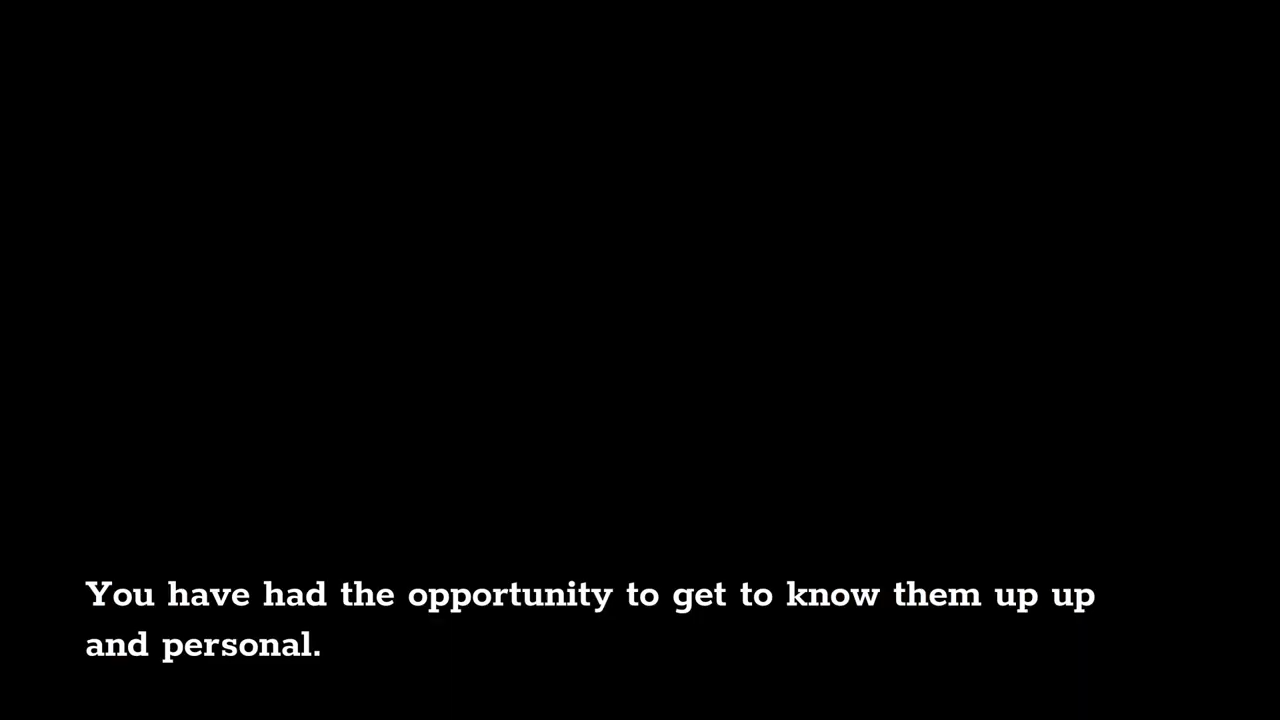 You have had the opportunity to get to know them up up
and personal.